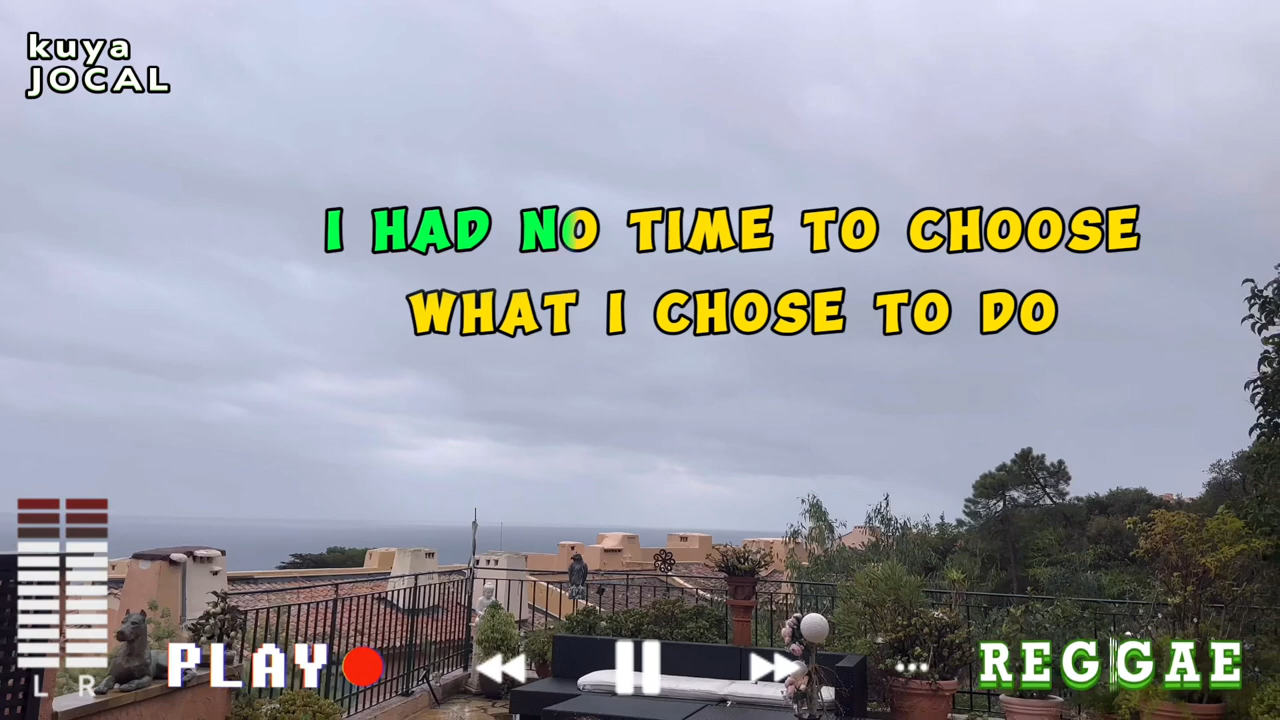 kuya
JOCAL
I HAD NO TIME TO CHOOSE
WHAT I CHOSE TO DO
PLAY
...
REGGAE
L R